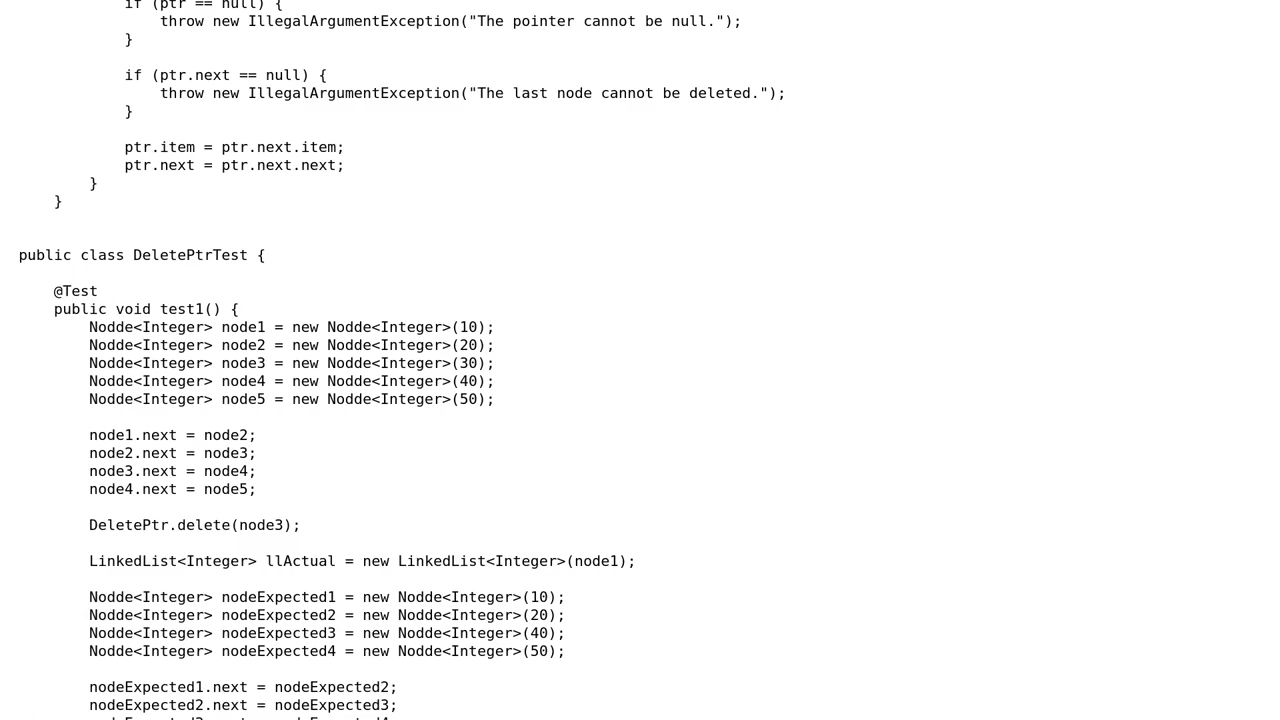 if (ptr == null) {
throw new IllegalArgumentException("The pointer cannot be null.");
}
if (ptr.next == null) {
throw new IllegalArgumentException("The last node cannot be deleted.");
}
ptr.item = ptr.next.item;
ptr.next = ptr.next.next;
}
}
public class DeletePtrTest {
@Test
public void test1() {
Nodde<Integer> node1 = new Nodde<Integer>(10);
Nodde<Integer> node2 = new Nodde<Integer>(20);
Nodde<Integer> node3 = new Nodde<Integer>(30);
Nodde<Integer> node4 = new Nodde<Integer>(40);
Nodde<Integer> node5 = new Nodde<Integer>(50);
node1.next = node2;
node2.next = node3;
node3.next = node4;
node4.next = node5;
DeletePtr.delete(node3);
LinkedList<Integer> llActual = new LinkedList<Integer>(node1);
Nodde<Integer> nodeExpected1 = new Nodde<Integer>(10);
Nodde<Integer> nodeExpected2 = new Nodde<Integer>(20);
Nodde<Integer> nodeExpected3 = new Nodde<Integer>(40);
Nodde<Integer> nodeExpected4 = new Nodde<Integer>(50);
nodeExpected1.next = nodeExpected2;
nodeExpected2.next = nodeExpected3;